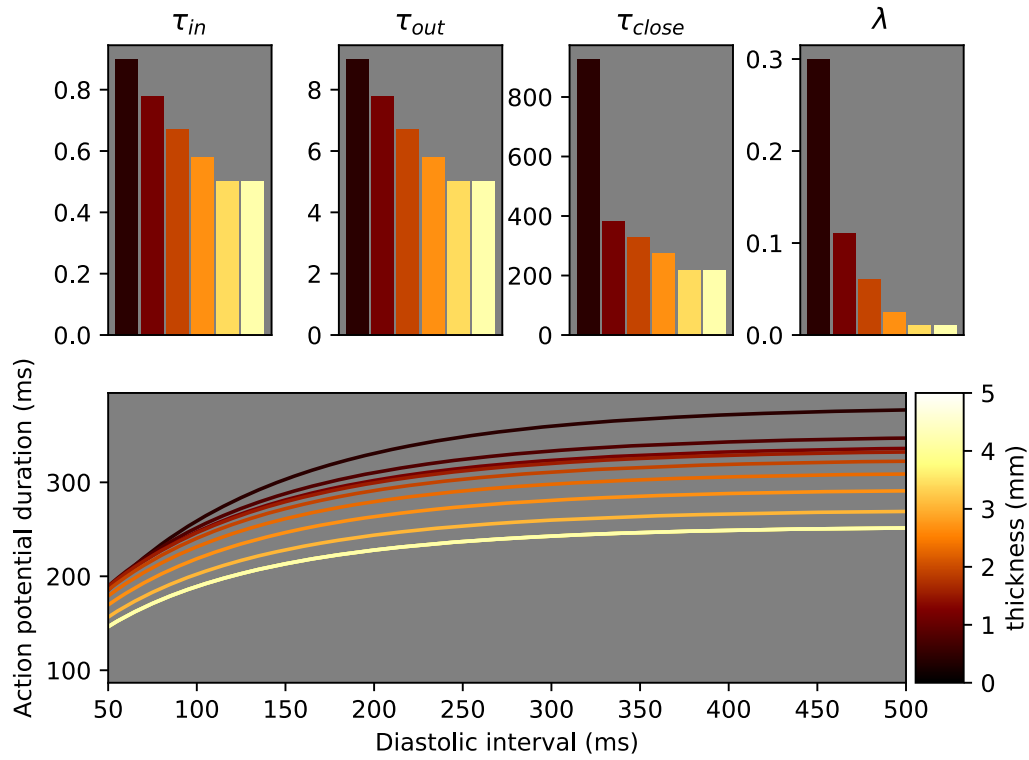 τin τout τclose λ
0.8 8 800 0.3
0.6 6 600 0.2
0.4 4 400 0.1
0.2 2 200
0.0 0 0 0.0
Action potential duration (ms)
300
200
100
50 100 150 200 250 300 350 400 450 500
Diastolic interval (ms)
5
4
3
2
1
0
thickness (mm)